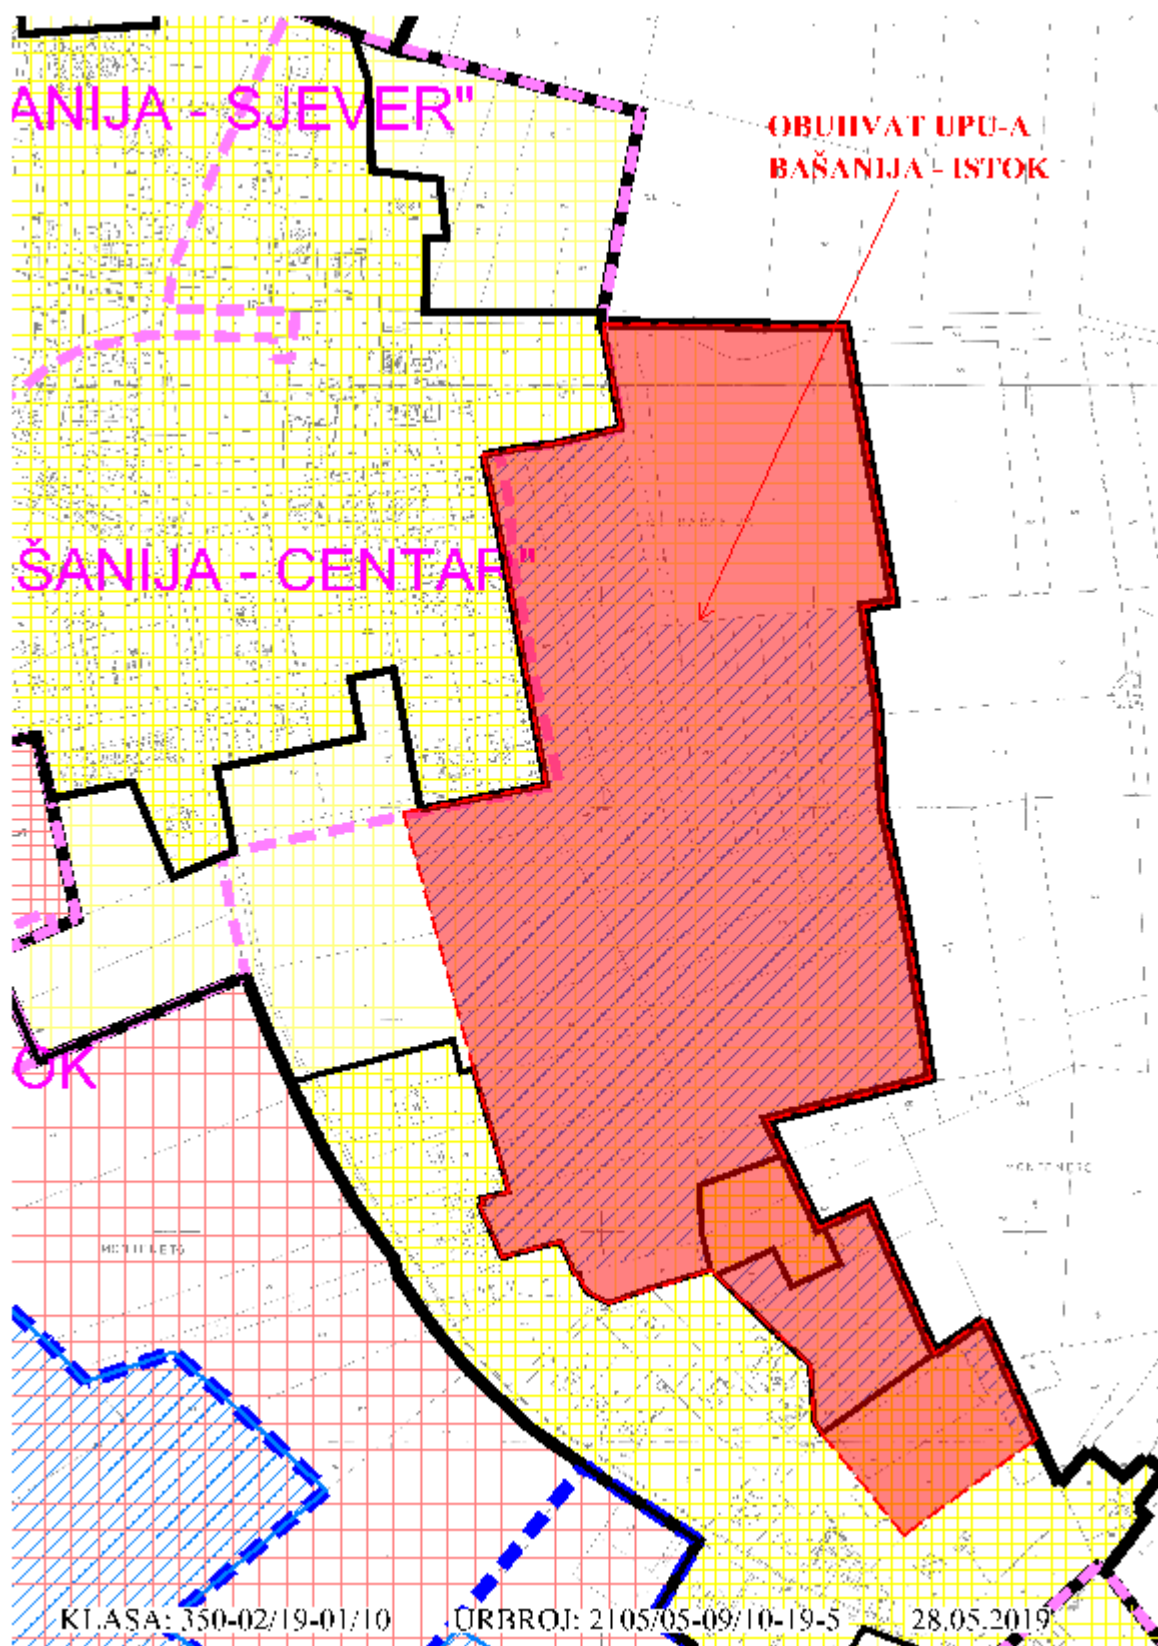 ANIJA - SJEVER"
OBUHVAT UPU-A
BAŠANIJA - ISTOK
ŠANIJA - CENTAR"
OK
KLASA: 350-02/19-01/10 URBROJ: 2105/05-09/10-19-5 28.05.2019